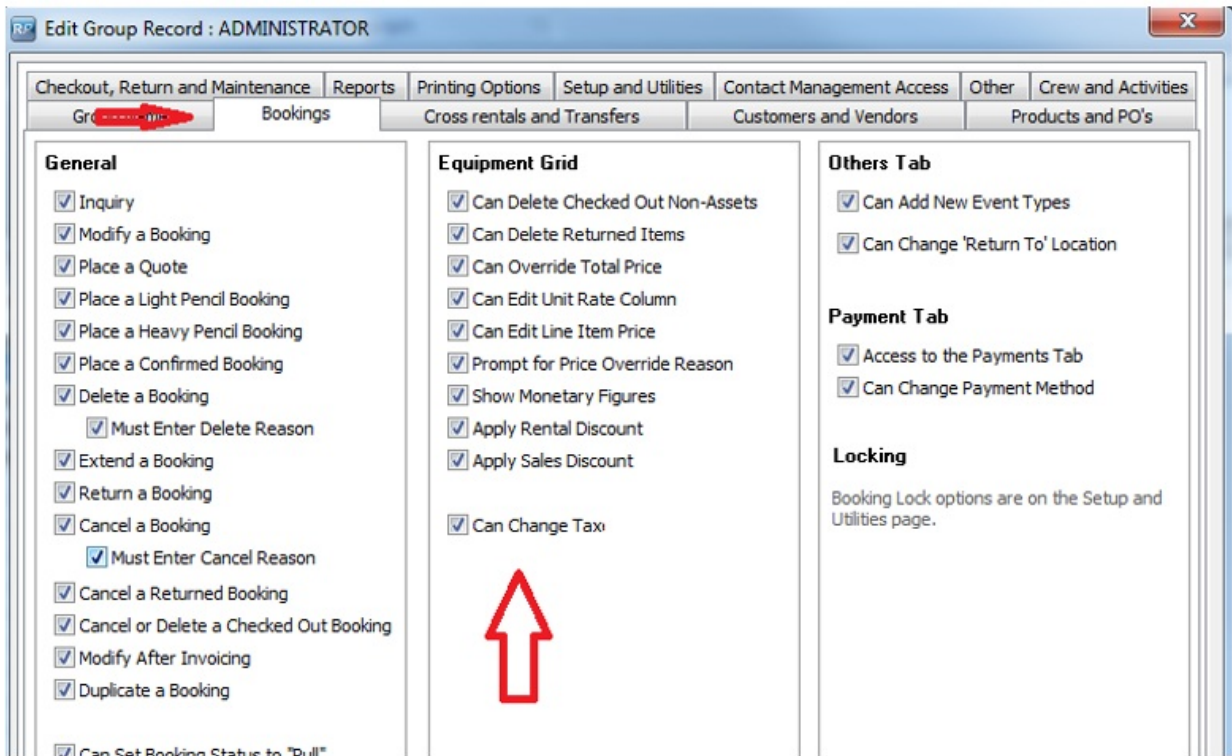 RP Edit Group Record : ADMINISTRATOR
Checkout, Return and Maintenance Reports Printing Options Setup and Utilities Contact Management Access Other Crew and Activities
Bookings Cross rentals and Transfers Customers and Vendors Products and PO's
General
Inquiry
Modify a Booking
Place a Quote
Place a Light Pencil Booking
Place a Heavy Pencil Booking
Place a Confirmed Booking
Delete a Booking
Must Enter Delete Reason
Extend a Booking
Return a Booking
Cancel a Booking
Must Enter Cancel Reason
Cancel a Returned Booking
Cancel or Delete a Checked Out Booking
Modify After Invoicing
Duplicate a Booking
Can Set Booking Status to "Pull"
Equipment Grid
Can Delete Checked Out Non-Assets
Can Delete Returned Items
Can Override Total Price
Can Edit Unit Rate Column
Can Edit Line Item Price
Prompt for Price Override Reason
Show Monetary Figures
Apply Rental Discount
Apply Sales Discount
Can Change Tax
Others Tab
Can Add New Event Types
Can Change 'Return To' Location
Payment Tab
Access to the Payments Tab
Can Change Payment Method
Locking
Booking Lock options are on the Setup and
Utilities page.